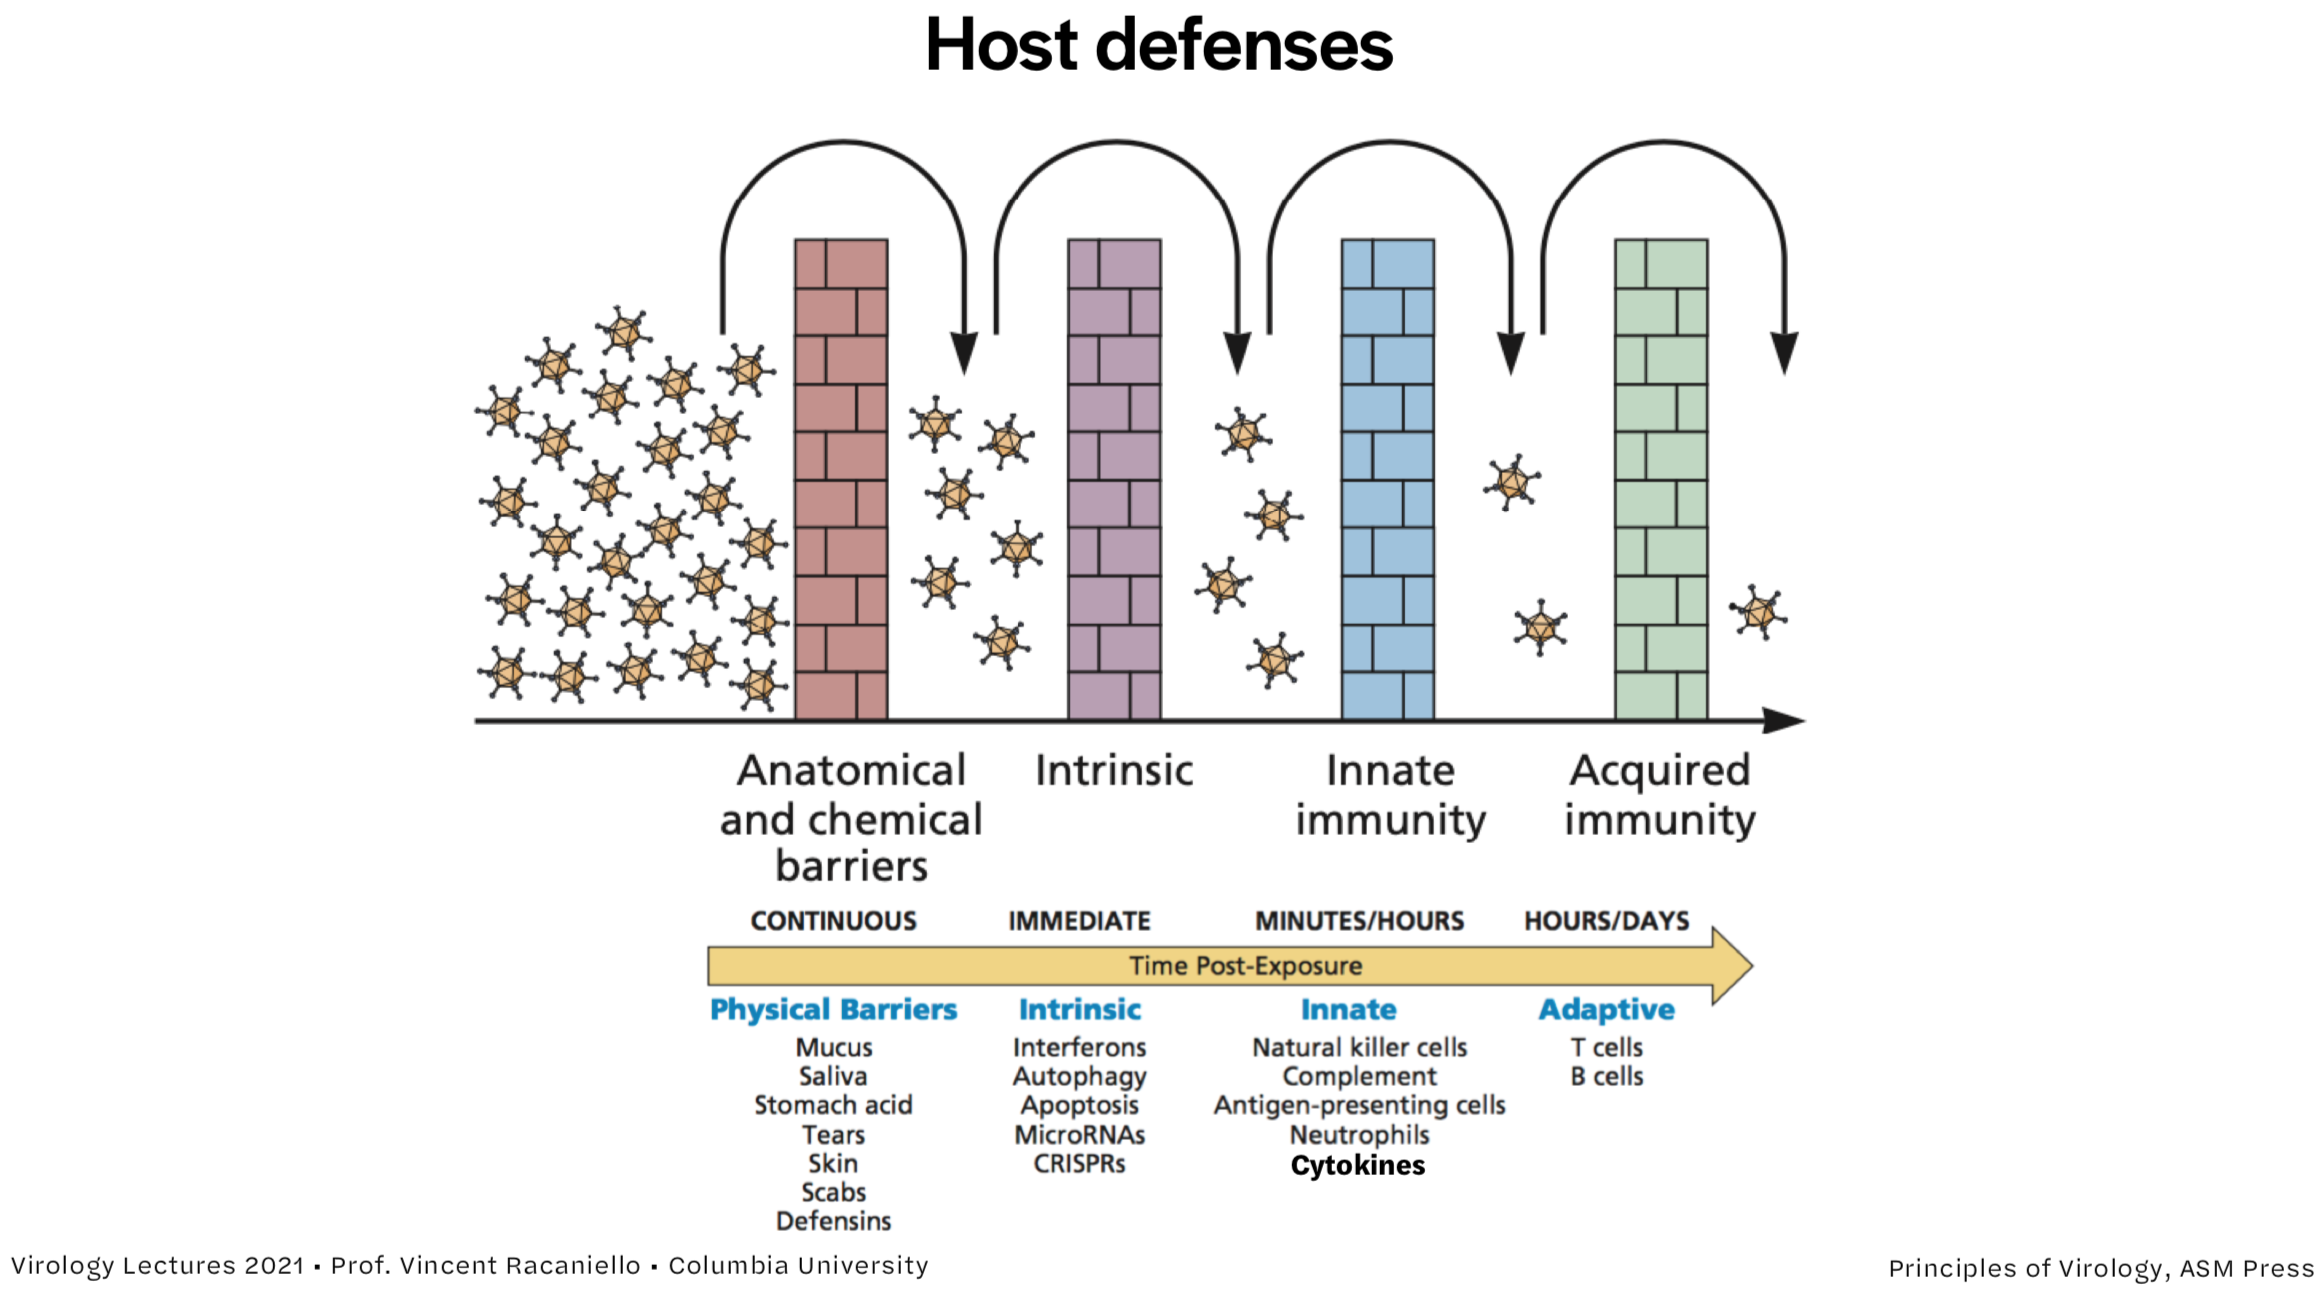 Host defenses
Anatomical
and chemical
barriers
Intrinsic
Innate
immunity
Acquired
immunity
CONTINUOUS
IMMEDIATE
MINUTES/HOURS
HOURS/DAYS
Time Post-Exposure
Physical Barriers
Mucus
Saliva
Stomach acid
Tears
Skin
Scabs
Defensins
Intrinsic
Interferons
Autophagy
Apoptosis
MicroRNAs
CRISPRs
Innate
Natural killer cells
Complement
Antigen-presenting cells
Neutrophils
Cytokines
Adaptive
T cells
B cells
Virology Lectures 2021 • Prof. Vincent Racaniello • Columbia University
Principles of Virology, ASM Press